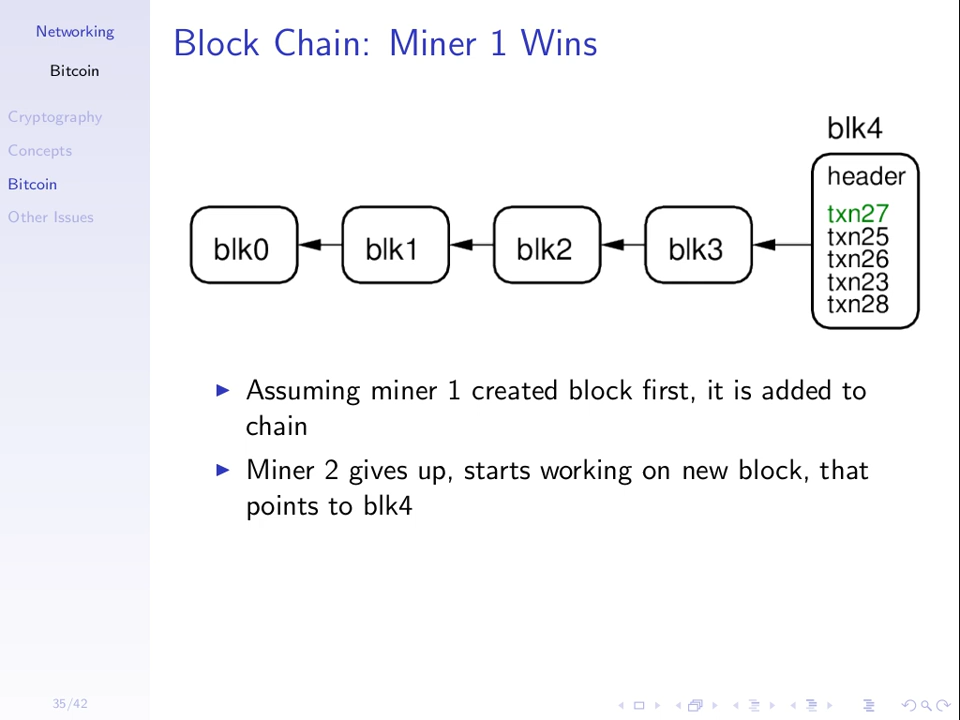 Networking
Bitcoin
Cryptography
Concepts
Bitcoin
Other Issues
35/42
Block Chain: Miner 1 Wins
blk0
blk1
blk2
blk3
blk4
header
txn27
txn25
txn26
txn23
txn28
Assuming miner 1 created block first, it is added to
chain
Miner 2 gives up, starts working on new block, that
points to blk4